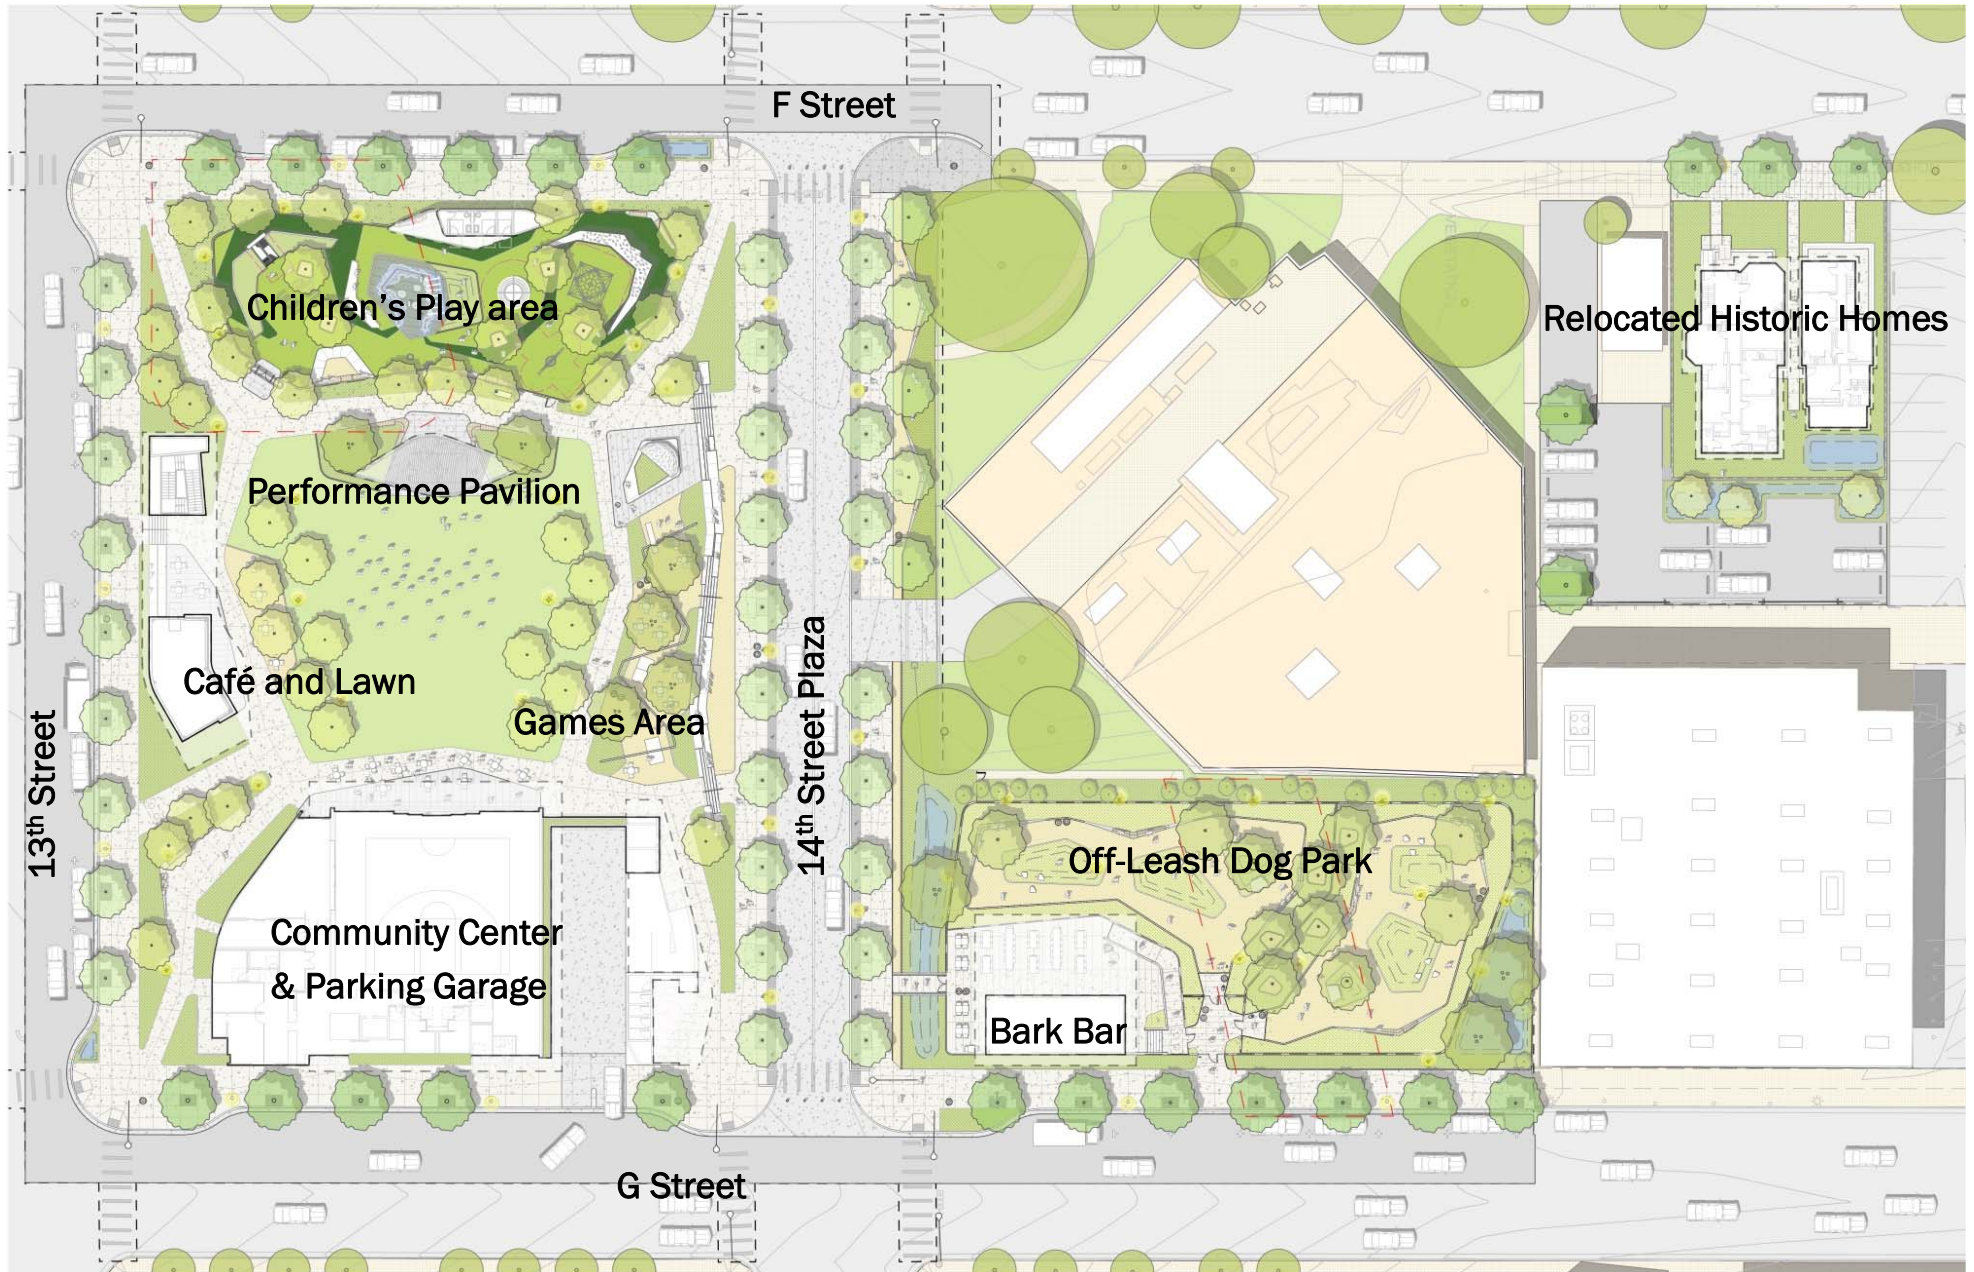 F Street
Children's Play area
Relocated Historic Homes
Performance Pavilion
Café and Lawn
Games Area
13th Street
14th Street Plaza
Off-Leash Dog Park
Community Center
& Parking Garage
Bark Bar
G Street